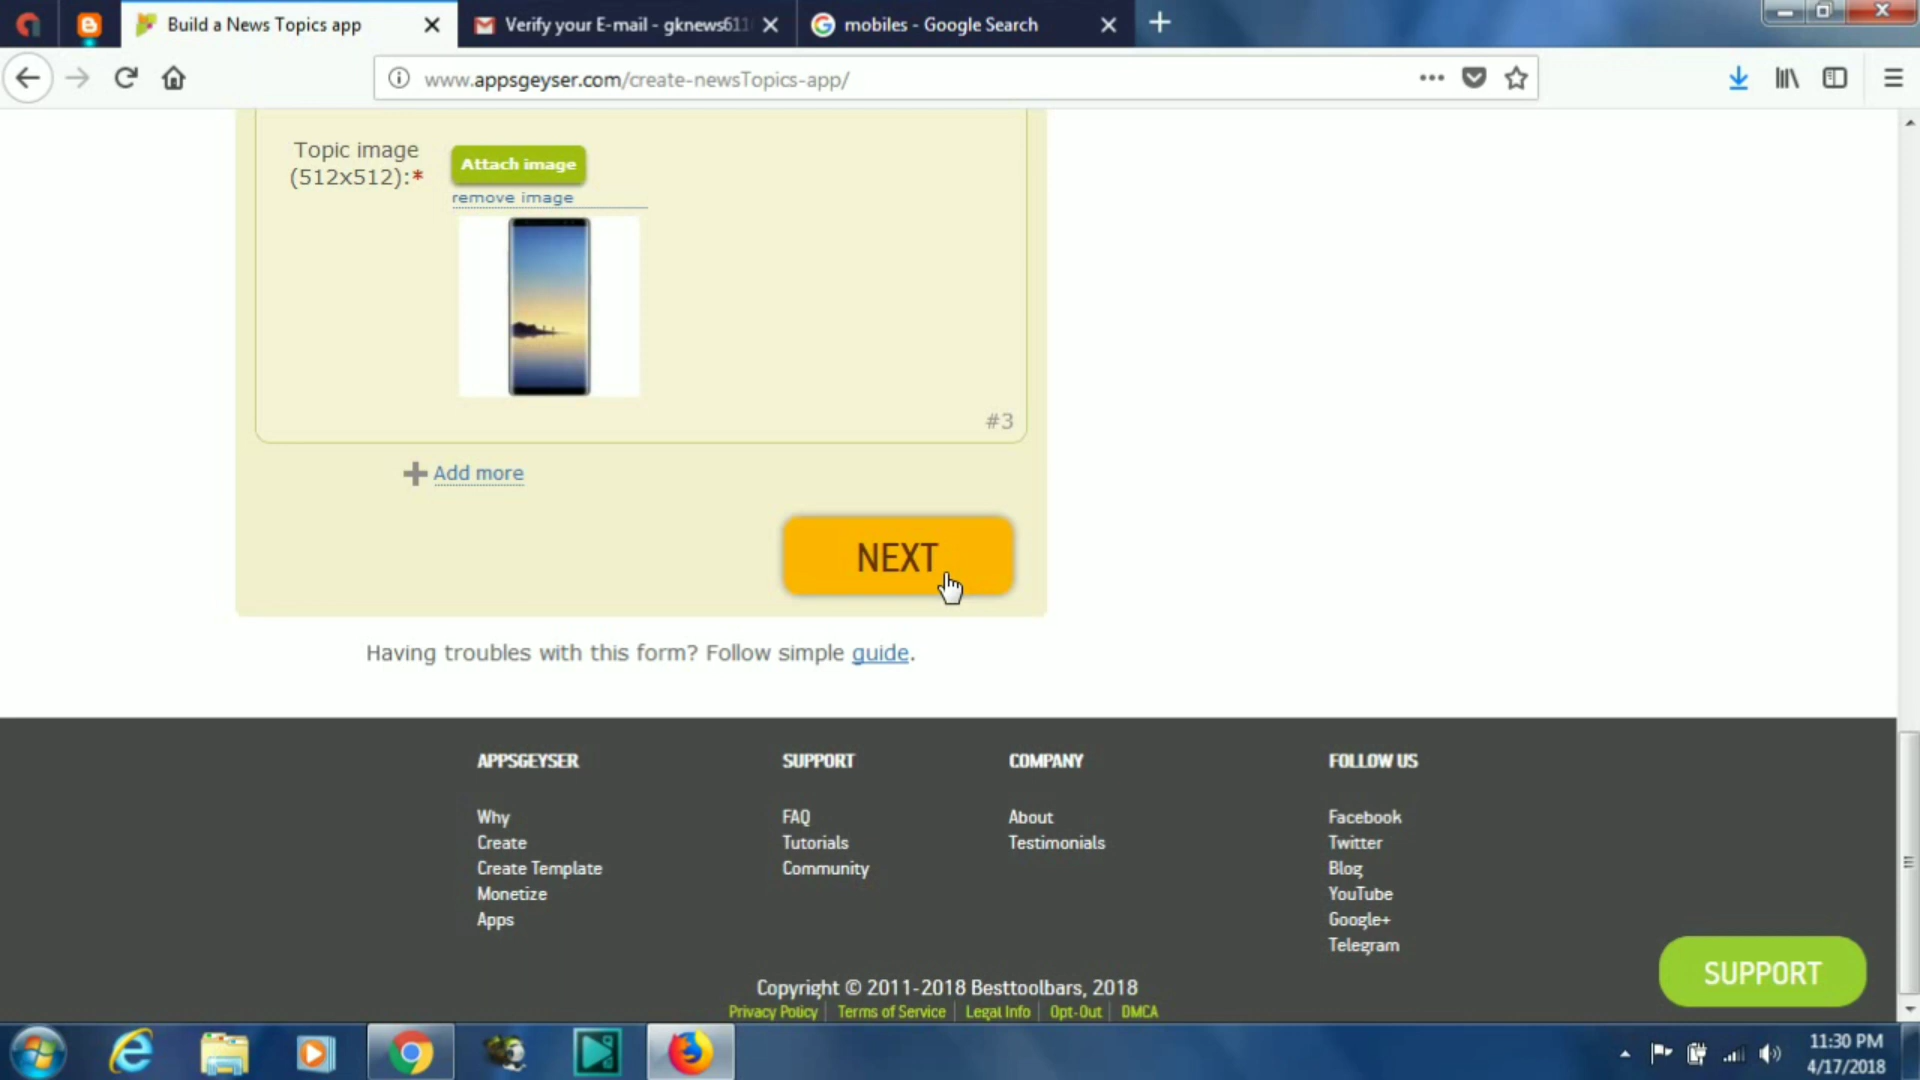 Build a News Topics app
Verify your E-mail - gknews611
mobiles - Google Search
www.appsgeyser.com/create-newsTopics-app/
Topic image
(512x512):*
Attach image
remove image
#3
Add more
NEXT
Having troubles with this form? Follow simple guide.
APPSGEYSER
Why
Create
Create Template
Monetize
Apps
SUPPORT
FAQ
Tutorials
Community
COMPANY
About
Testimonials
FOLLOW US
Facebook
Twitter
Blog
YouTube
Google+
Telegram
SUPPORT
Copyright © 2011-2018 Besttoolbars, 2018
Privacy Policy | Terms of Service | Legal Info | Opt-Out | DMCA
11:30 PM
4/17/2018